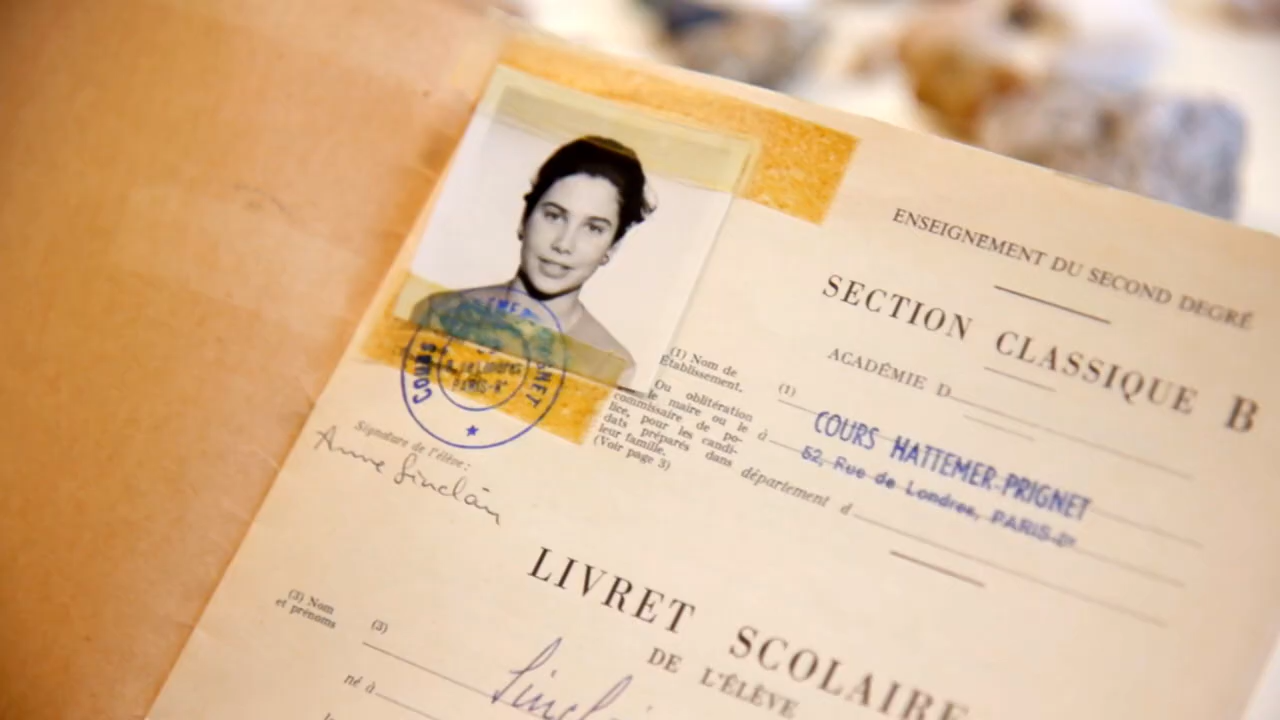 ENSEIGNEMENT DU SECOND DEGRÉ
SECTION CLASSIQUE B
ACADÉMIE D
(1)
COURS HATTEMER-PRIGNET
à
52, Rue de Londres, PARIS-8e
département d
(1) Nom de
Établissement.
Ou oblitération
le maire ou le
commissaire de po-
lice, pour les candi-
dats préparés dans
leur famille.
(Voir page 3)
COURS
PARIS-8e
Signature de l'élève:
Anne Sinclair
LIVRET SCOLAIRE
DE L'ÉLÈVE
(3) Nom
et prénoms
(3)
Sincl
né à